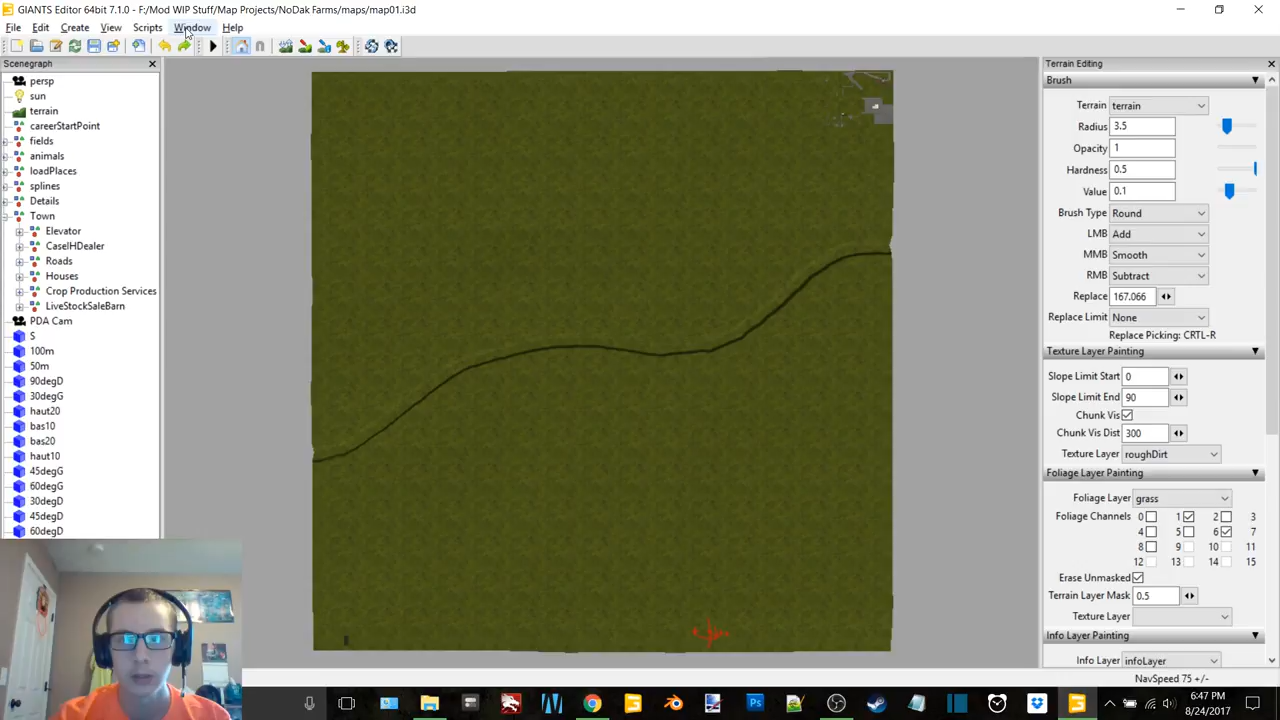 GIANTS Editor 64bit 7.1.0 - F:/Mod WIP Stuff/Map Projects/NoDak Farms/maps/map01.i3d
File Edit Create View Scripts Window Help
Scenegraph
persp
sun
terrain
careerStartPoint
fields
animals
loadPlaces
splines
Details
Town
Elevator
CaseIHDealer
Roads
Houses
Crop Production Services
LiveStockSaleBarn
PDA Cam
S
100m
50m
90degD
30degG
haut20
bas10
bas20
haut10
45degG
60degG
30degD
45degD
60degD
Terrain Editing
Brush
Terrain terrain
Radius 3.5
Opacity 1
Hardness 0.5
Value 0.1
Brush Type Round
LMB Add
MMB Smooth
RMB Subtract
Replace 167.066
Replace Limit None
Replace Picking: CRTL-R
Texture Layer Painting
Slope Limit Start 0
Slope Limit End 90
Chunk Vis
Chunk Vis Dist 300
Texture Layer roughDirt
Foliage Layer Painting
Foliage Layer grass
Foliage Channels 0 1 2 3
4 5 6 7
8 9 10 11
12 13 14 15
Erase Unmasked
Terrain Layer Mask 0.5
Texture Layer
Info Layer Painting
Info Layer infoLayer
NavSpeed 75 +/-
6:47 PM
8/24/2017